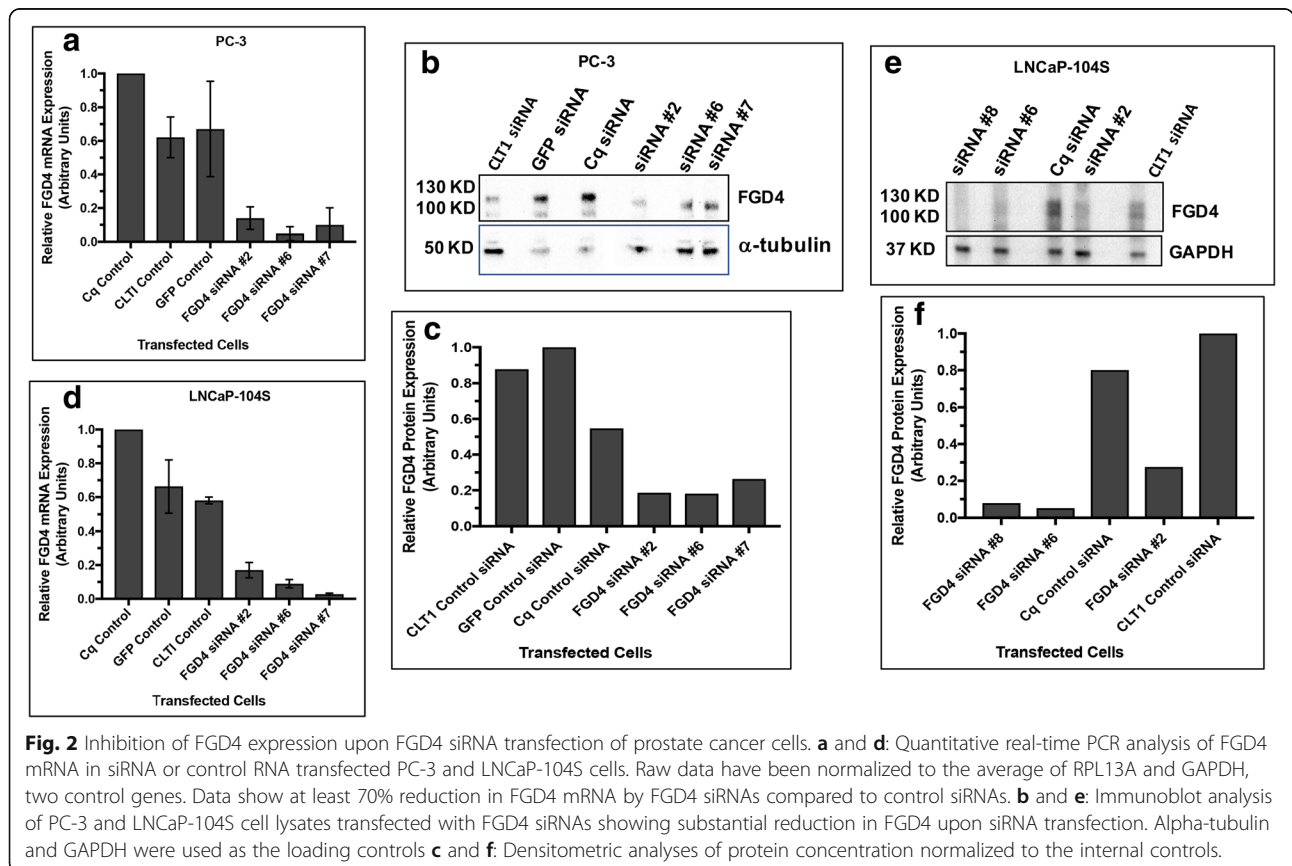 a
PC-3
Relative FGD4 mRNA Expression
(Arbitrary Units)
1.0
0.8
0.6
0.4
0.2
0.0
Cq Control
CLTI Control
GFP Control
FGD4 siRNA #2
FGD4 siRNA #6
FGD4 siRNA #7
Transfected Cells
b
PC-3
CLT1 siRNA
GFP siRNA
Cq siRNA
siRNA #2
siRNA #6
siRNA #7
130 KD
100 KD
FGD4
50 KD
α-tubulin
e
LNCaP-104S
siRNA #8
siRNA #6
Cq siRNA
siRNA #2
CLT1 siRNA
130 KD
100 KD
FGD4
37 KD
GAPDH
c
Relative FGD4 Protein Expression
(Arbitrary Units)
1.0
0.8
0.6
0.4
0.2
0.0
CLT1 Control siRNA
GFP Control siRNA
Cq Control siRNA
FGD4 siRNA #2
FGD4 siRNA #6
FGD4 siRNA #7
Transfected Cells
d
LNCaP-104S
Relative FGD4 mRNA Expression
(Arbitrary Units)
1.0
0.8
0.6
0.4
0.2
0.0
Cq Control
GFP Control
CLTI Control
FGD4 siRNA #2
FGD4 siRNA #6
FGD4 siRNA #7
Transfected Cells
f
Relative FGD4 Protein Expression
(Arbitrary Units)
1.0
0.8
0.6
0.4
0.2
0.0
FGD4 siRNA #8
FGD4 siRNA #6
Cq Control siRNA
FGD4 siRNA #2
CLT1 Control siRNA
Transfected Cells
Fig. 2 Inhibition of FGD4 expression upon FGD4 siRNA transfection of prostate cancer cells. a and d: Quantitative real-time PCR analysis of FGD4
mRNA in siRNA or control RNA transfected PC-3 and LNCaP-104S cells. Raw data have been normalized to the average of RPL13A and GAPDH,
two control genes. Data show at least 70% reduction in FGD4 mRNA by FGD4 siRNAs compared to control siRNAs. b and e: Immunoblot analysis
of PC-3 and LNCaP-104S cell lysates transfected with FGD4 siRNAs showing substantial reduction in FGD4 upon siRNA transfection. Alpha-tubulin
and GAPDH were used as the loading controls c and f: Densitometric analyses of protein concentration normalized to the internal controls.